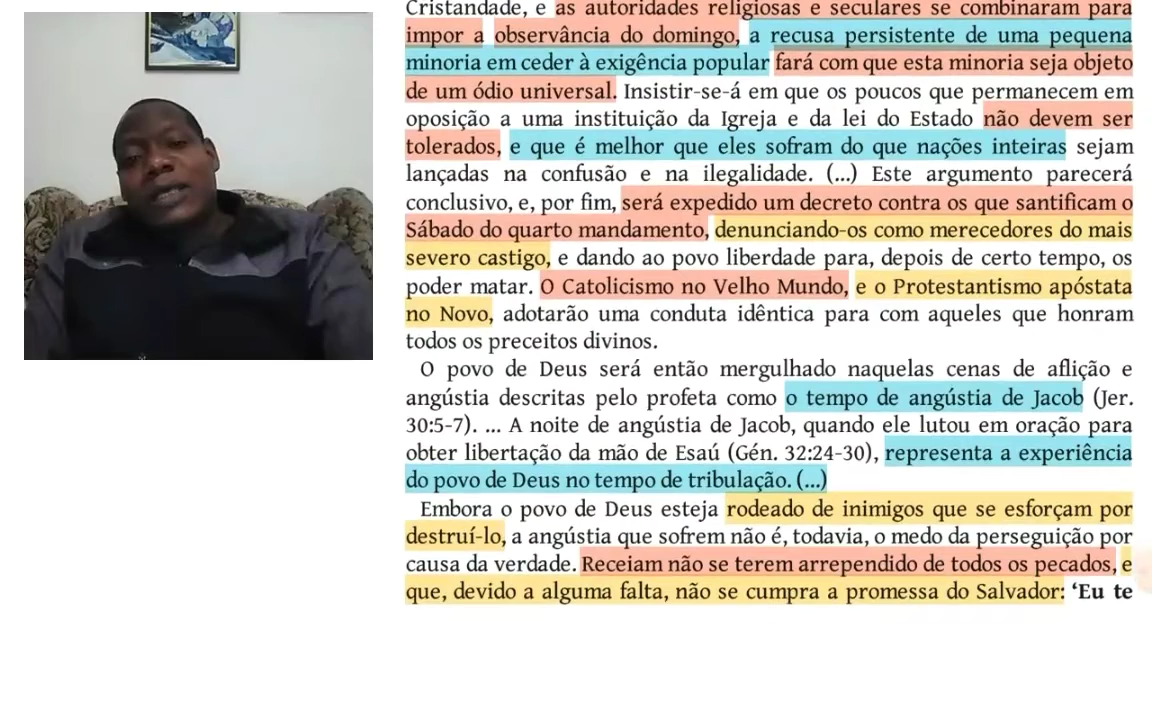 Cristandade, e as autoridades religiosas e seculares se combinaram para
impor a observância do domingo, a recusa persistente de uma pequena
minoria em ceder à exigência popular fará com que esta minoria seja objeto
de um ódio universal. Insistir-se-á em que os poucos que permanecem em
oposição a uma instituição da Igreja e da lei do Estado não devem ser
tolerados, e que é melhor que eles sofram do que nações inteiras sejam
lançadas na confusão e na ilegalidade. (...) Este argumento parecerá
conclusivo, e, por fim, será expedido um decreto contra os que santificam o
Sábado do quarto mandamento, denunciando-os como merecedores do mais
severo castigo, e dando ao povo liberdade para, depois de certo tempo, os
poder matar. O Catolicismo no Velho Mundo, e o Protestantismo apóstata
no Novo, adotarão uma conduta idêntica para com aqueles que honram
todos os preceitos divinos.
O povo de Deus será então mergulhado naquelas cenas de aflição e
angústia descritas pelo profeta como o tempo de angústia de Jacob (Jer.
30:5-7). ... A noite de angústia de Jacob, quando ele lutou em oração para
obter libertação da mão de Esaú (Gén. 32:24-30), representa a experiência
do povo de Deus no tempo de tribulação. (...)
Embora o povo de Deus esteja rodeado de inimigos que se esforçam por
destruí-lo, a angústia que sofrem não é, todavia, o medo da perseguição por
causa da verdade. Receiam não se terem arrependido de todos os pecados, e
que, devido a alguma falta, não se cumpra a promessa do Salvador: ‘Eu te